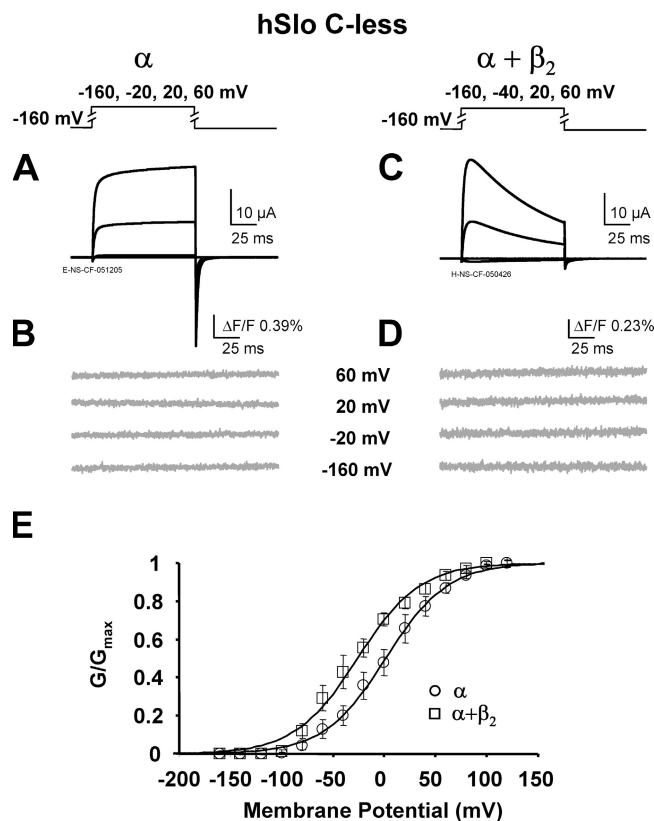 hSlo C-less
α
α + β2
-160, -20, 20, 60 mV
-160, -40, 20, 60 mV
-160 mV
-160 mV
A
C
10 µA
25 ms
10 µA
25 ms
E-NS-CF-051205
H-NS-CF-050426
B
D
ΔF/F 0.39%
25 ms
ΔF/F 0.23%
25 ms
60 mV
20 mV
-20 mV
-160 mV
E
G/Gmax
1
0.8
0.6
0.4
0.2
0
α
α+β2
-200 -150 -100 -50 0 50 100 150
Membrane Potential (mV)